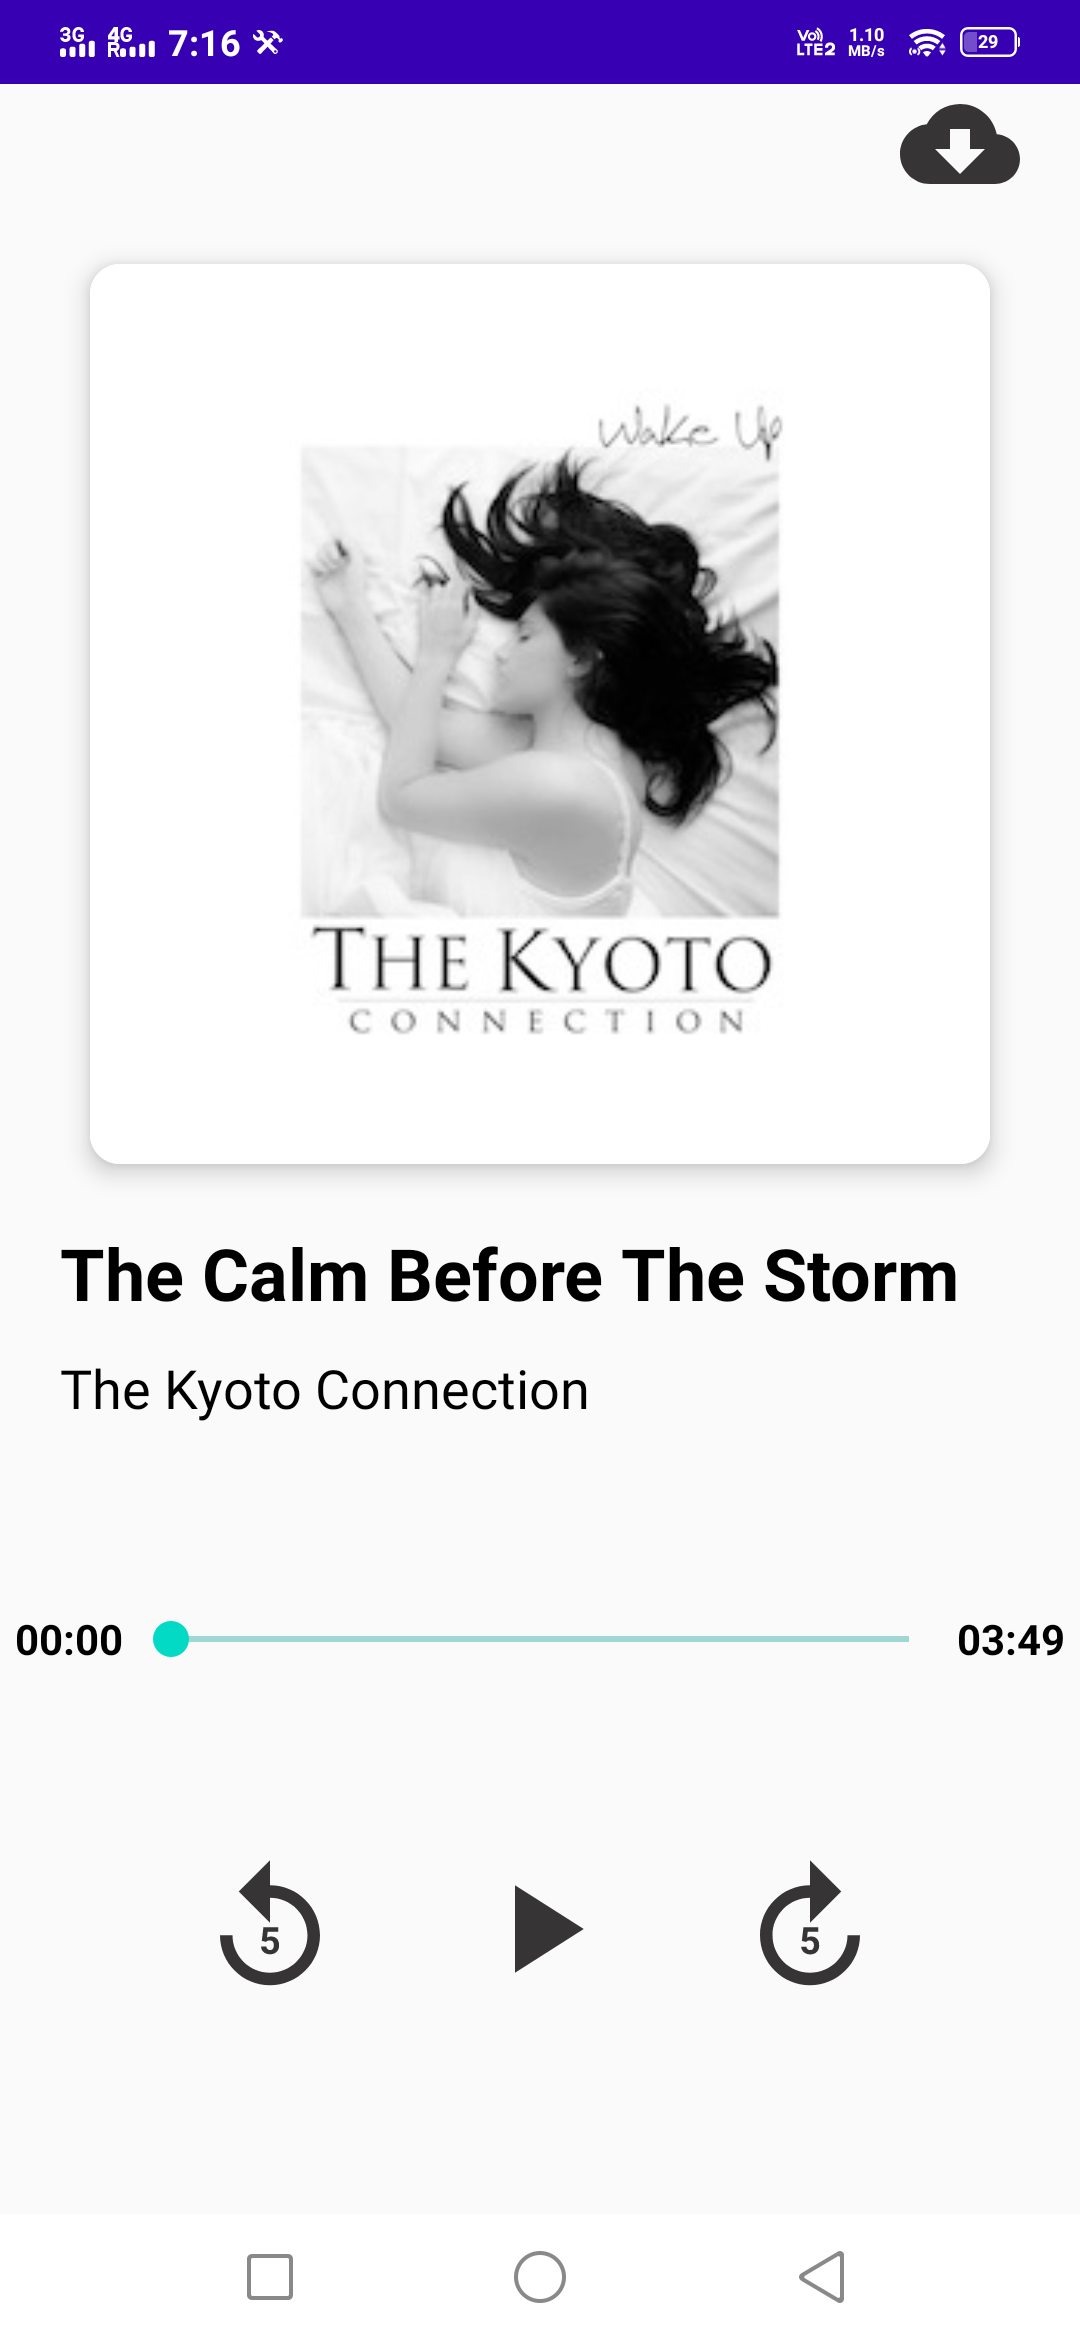 3G 4G R 7:16 Vo)) LTE2 1.10 MB/s 29
Wake Up
THE KYOTO
CONNECTION
The Calm Before The Storm
The Kyoto Connection
00:00 03:49
5 5